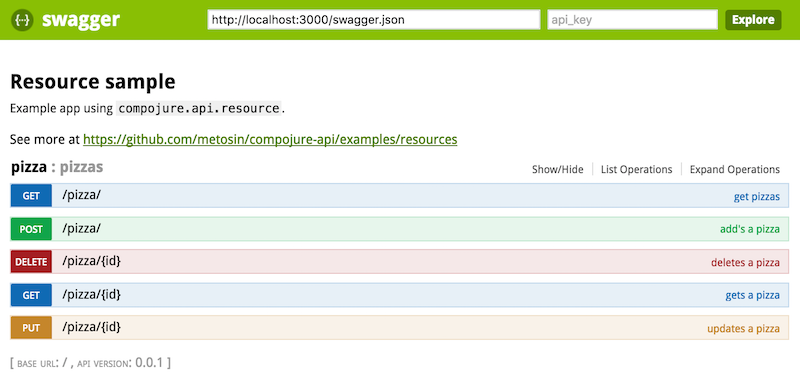 {···} swagger http://localhost:3000/swagger.json api_key Explore
Resource sample
Example app using compojure.api.resource.
See more at https://github.com/metosin/compojure-api/examples/resources
pizza : pizzas Show/Hide List Operations Expand Operations
GET /pizza/ get pizzas
POST /pizza/ add's a pizza
DELETE /pizza/{id} deletes a pizza
GET /pizza/{id} gets a pizza
PUT /pizza/{id} updates a pizza
[ BASE URL: / , API VERSION: 0.0.1 ]